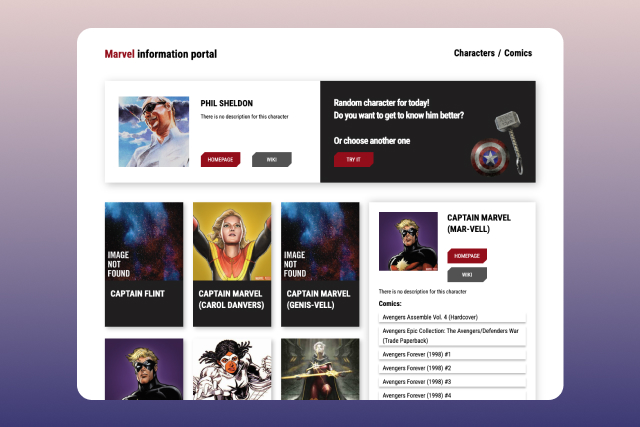 Marvel information portal
Characters / Comics
PHIL SHELDON
There is no description for this character
HOMEPAGE
WIKI
Random character for today!
Do you want to get to know him better?
Or choose another one
TRY IT
IMAGE
NOT
FOUND
CAPTAIN FLINT
CAPTAIN MARVEL
(CAROL DANVERS)
IMAGE
NOT
FOUND
CAPTAIN MARVEL
(GENIS-VELL)
CAPTAIN MARVEL
(MAR-VELL)
HOMEPAGE
WIKI
There is no description for this character
Comics:
Avengers Assemble Vol. 4 (Hardcover)
Avengers Epic Collection: The Avengers/Defenders War
(Trade Paperback)
Avengers Forever (1998) #1
Avengers Forever (1998) #2
Avengers Forever (1998) #3
Avengers Forever (1998) #4